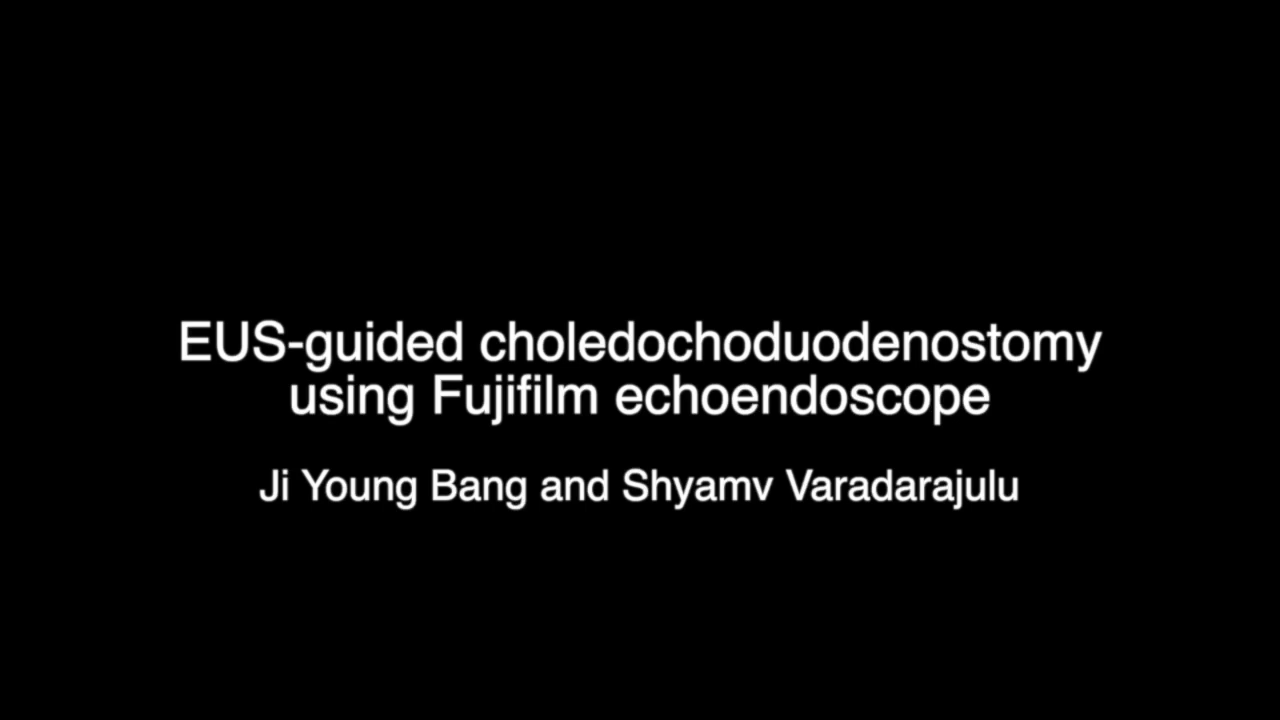 EUS-guided choledochoduodenostomy
using Fujifilm echoendoscope
Ji Young Bang and Shyamv Varadarajulu